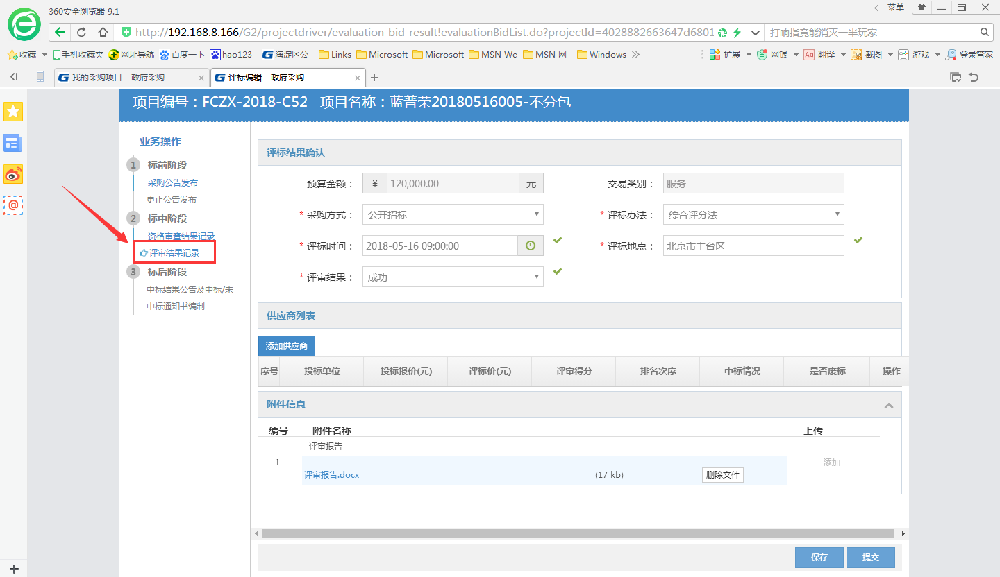 360安全浏览器 9.1
菜单
http://192.168.8.166/G2/projectdriver/evaluation-bid-result!evaluationBidList.do?projectId=4028882663647d6801
打响指竟能消灭一半玩家
收藏 手机收藏夹 网址导航 百度一下 hao123 海淀区公 Links Microsoft Microsoft MSN We MSN 网 Windows
扩展 网银 Aa 翻译 截图 游戏 登录管家
我的采购项目 - 政府采购
评标编辑 - 政府采购
项目编号：FCZX-2018-C52 项目名称：蓝普荣20180516005-不分包
业务操作
1 标前阶段
采购公告发布
更正公告发布
2 标中阶段
资格审查结果记录
评审结果记录
3 标后阶段
中标结果公告及中标/未
中标通知书编制
评标结果确认
预算金额： ¥ 120,000.00 元 交易类别： 服务
* 采购方式： 公开招标 * 评标办法： 综合评分法
* 评标时间： 2018-05-16 09:00:00 * 评标地点： 北京市丰台区
* 评审结果： 成功
供应商列表
添加供应商
序号 投标单位 投标报价(元) 评标价(元) 评审得分 排名次序 中标情况 是否废标 操作
附件信息
编号 附件名称 上传
评审报告
1 添加
评审报告.docx (17 kb) 删除文件
保存 提交